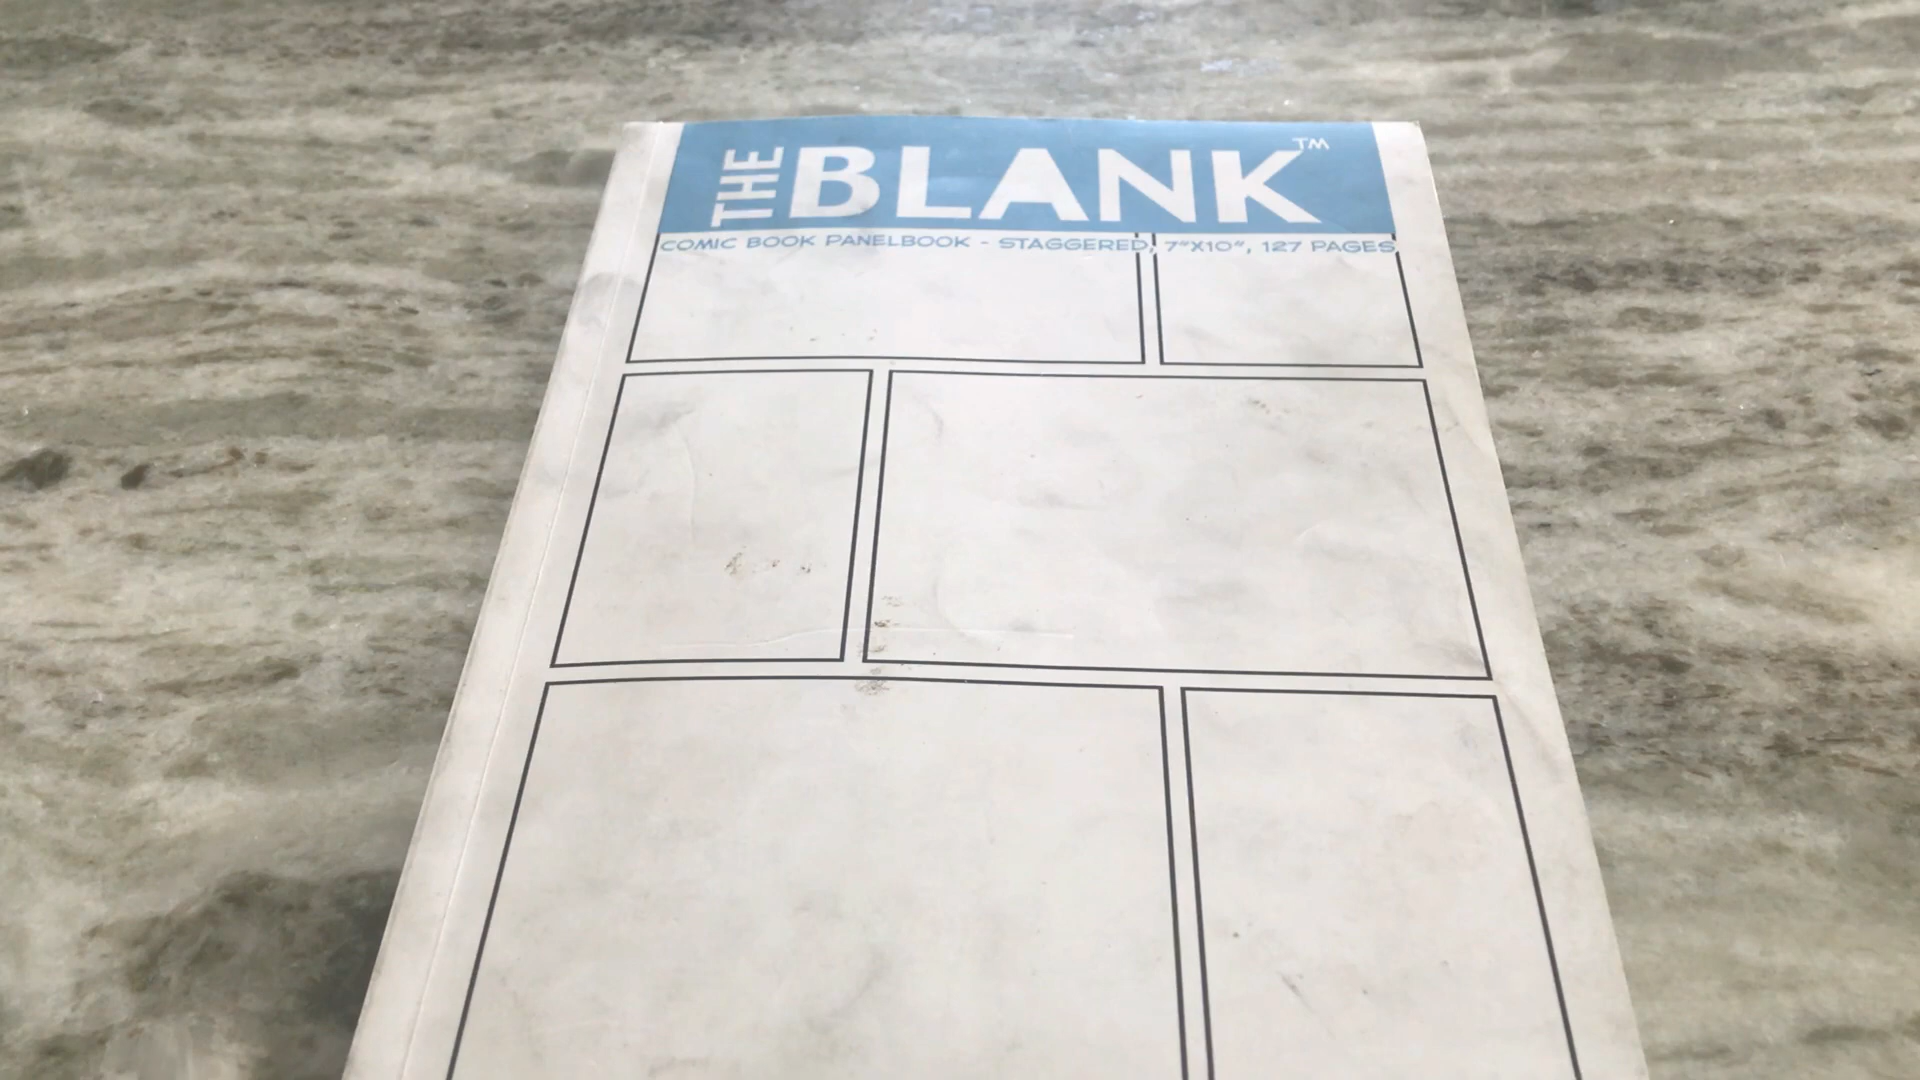 THE BLANK™
COMIC BOOK PANELBOOK - STAGGERED, 7"X10", 127 PAGES